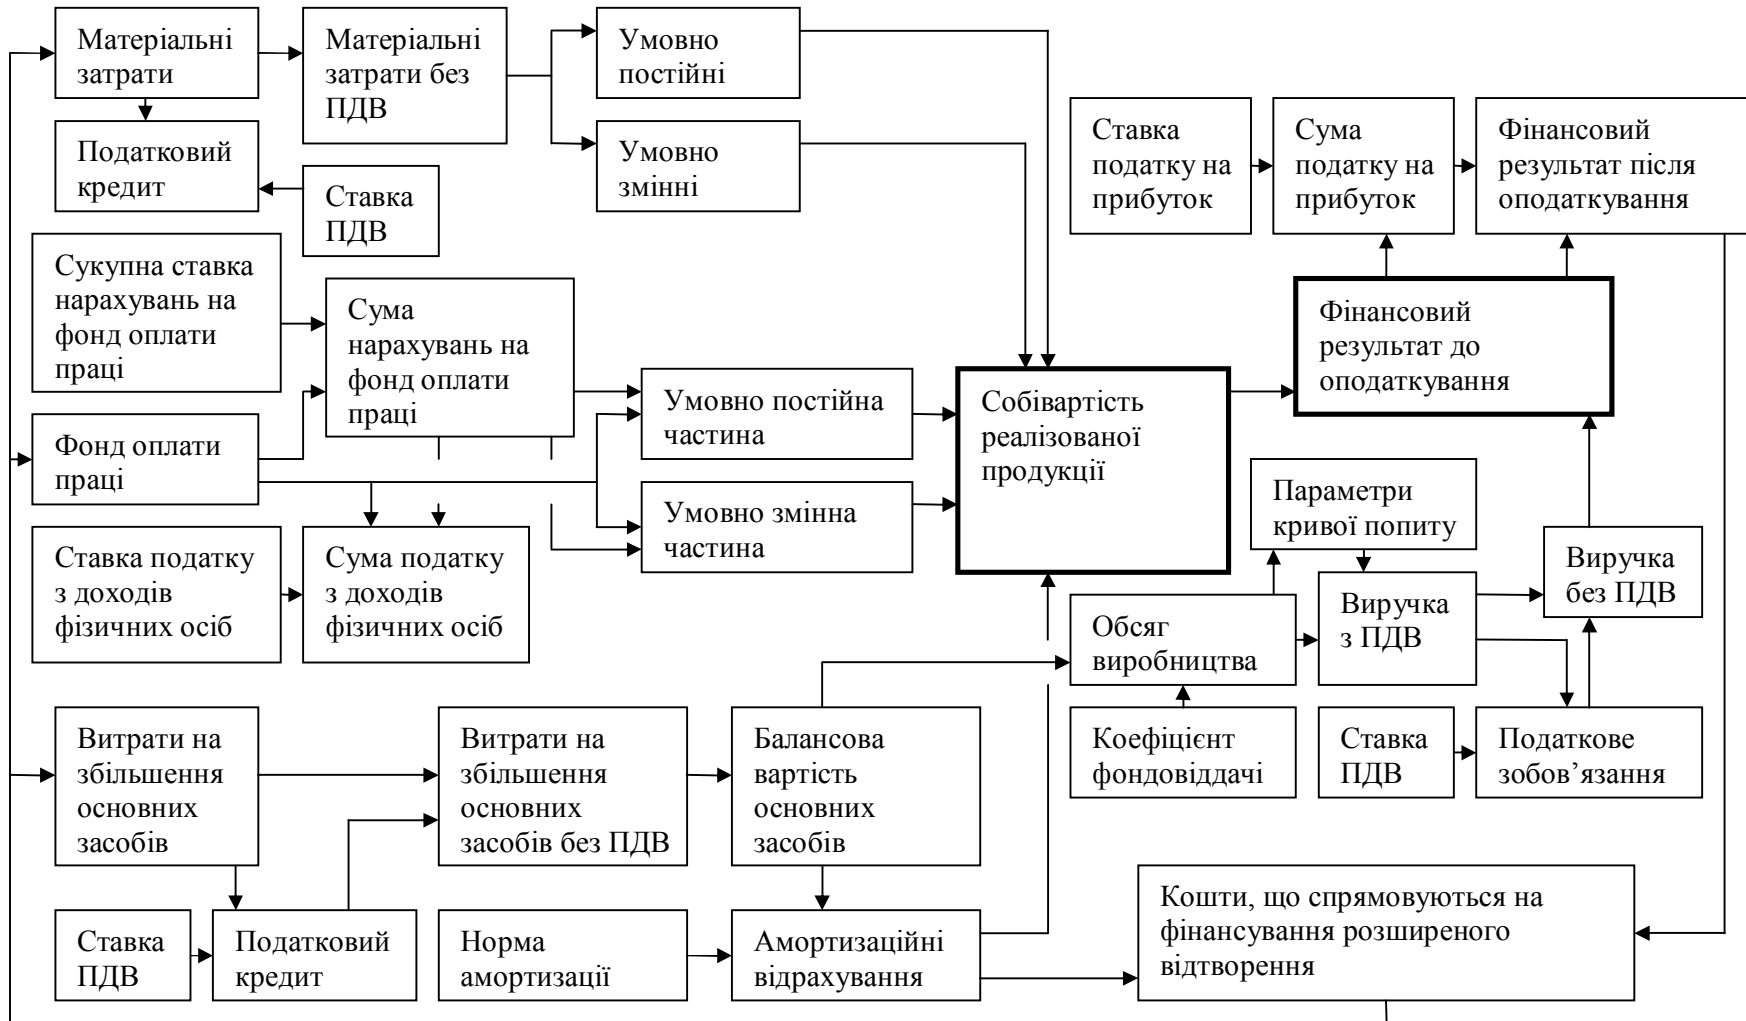 Матеріальні
затрати
Матеріальні
затрати без
ПДВ
Умовно
постійні
Податковий
кредит
Ставка
ПДВ
Умовно
змінні
Ставка
податку на
прибуток
Сума
податку на
прибуток
Фінансовий
результат після
оподаткування
Сукупна ставка
нарахувань на
фонд оплати
праці
Сума
нарахувань на
фонд оплати
праці
Фінансовий
результат до
оподаткування
Умовно постійна
частина
Собівартість
реалізованої
продукції
Фонд оплати
праці
Умовно змінна
частина
Параметри
кривої попиту
Ставка податку
з доходів
фізичних осіб
Сума податку
з доходів
фізичних осіб
Обсяг
виробництва
Виручка
з ПДВ
Виручка
без ПДВ
Витрати на
збільшення
основних
засобів
Витрати на
збільшення
основних
засобів без ПДВ
Балансова
вартість
основних
засобів
Коефіцієнт
фондовіддачі
Ставка
ПДВ
Податкове
зобов’язання
Ставка
ПДВ
Податковий
кредит
Норма
амортизації
Амортизаційні
відрахування
Кошти, що спрямовуються на
фінансування розширеного
відтворення